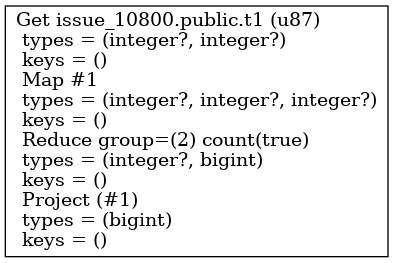 Get issue_10800.public.t1 (u87)
types = (integer?, integer?)
keys = ()
Map #1
types = (integer?, integer?, integer?)
keys = ()
Reduce group=(2) count(true)
types = (integer?, bigint)
keys = ()
Project (#1)
types = (bigint)
keys = ()